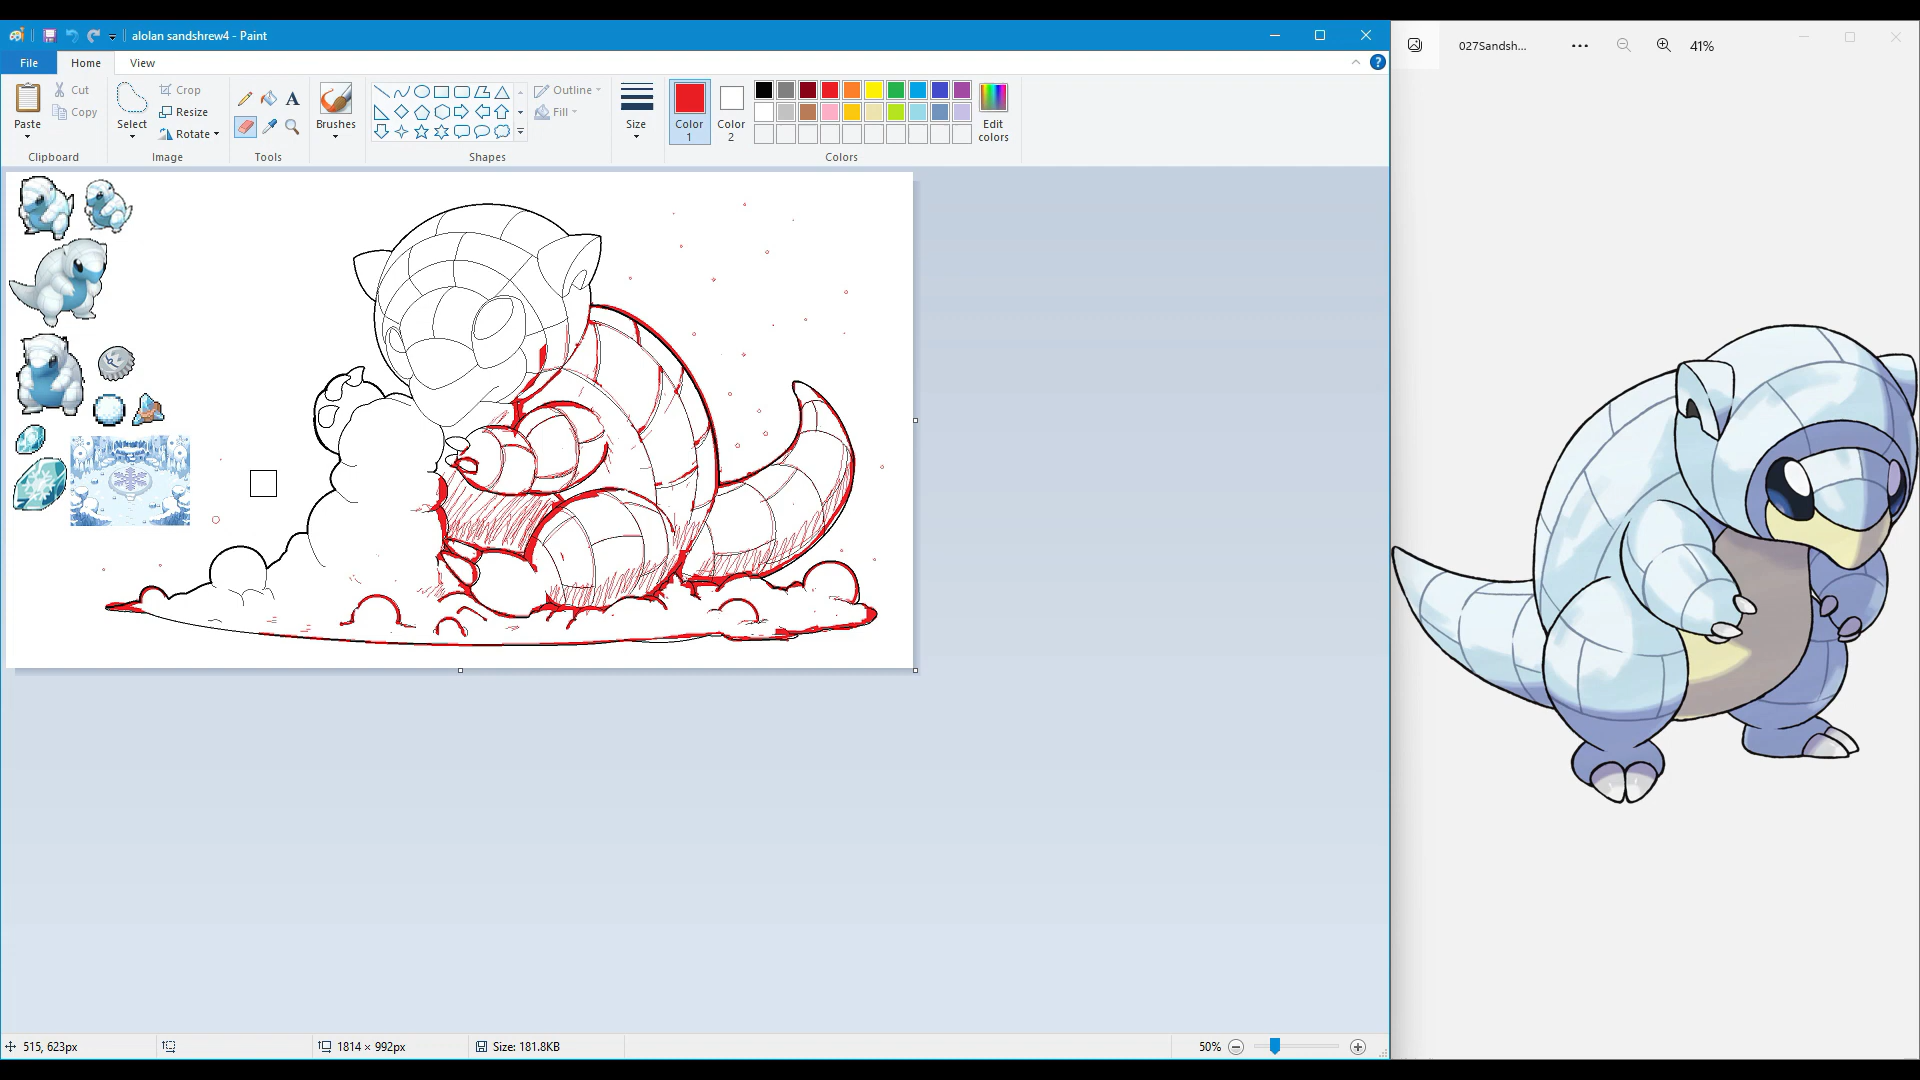 alolan sandshrew4 - Paint
027Sandsh...
41%
File
Home
View
Paste
Cut
Copy
Clipboard
Select
Crop
Resize
Rotate
Image
A
Tools
Brushes
Outline
Fill
Shapes
Size
Color
1
Color
2
Edit
colors
Colors
515, 623px
1814 × 992px
Size: 181.8KB
50%